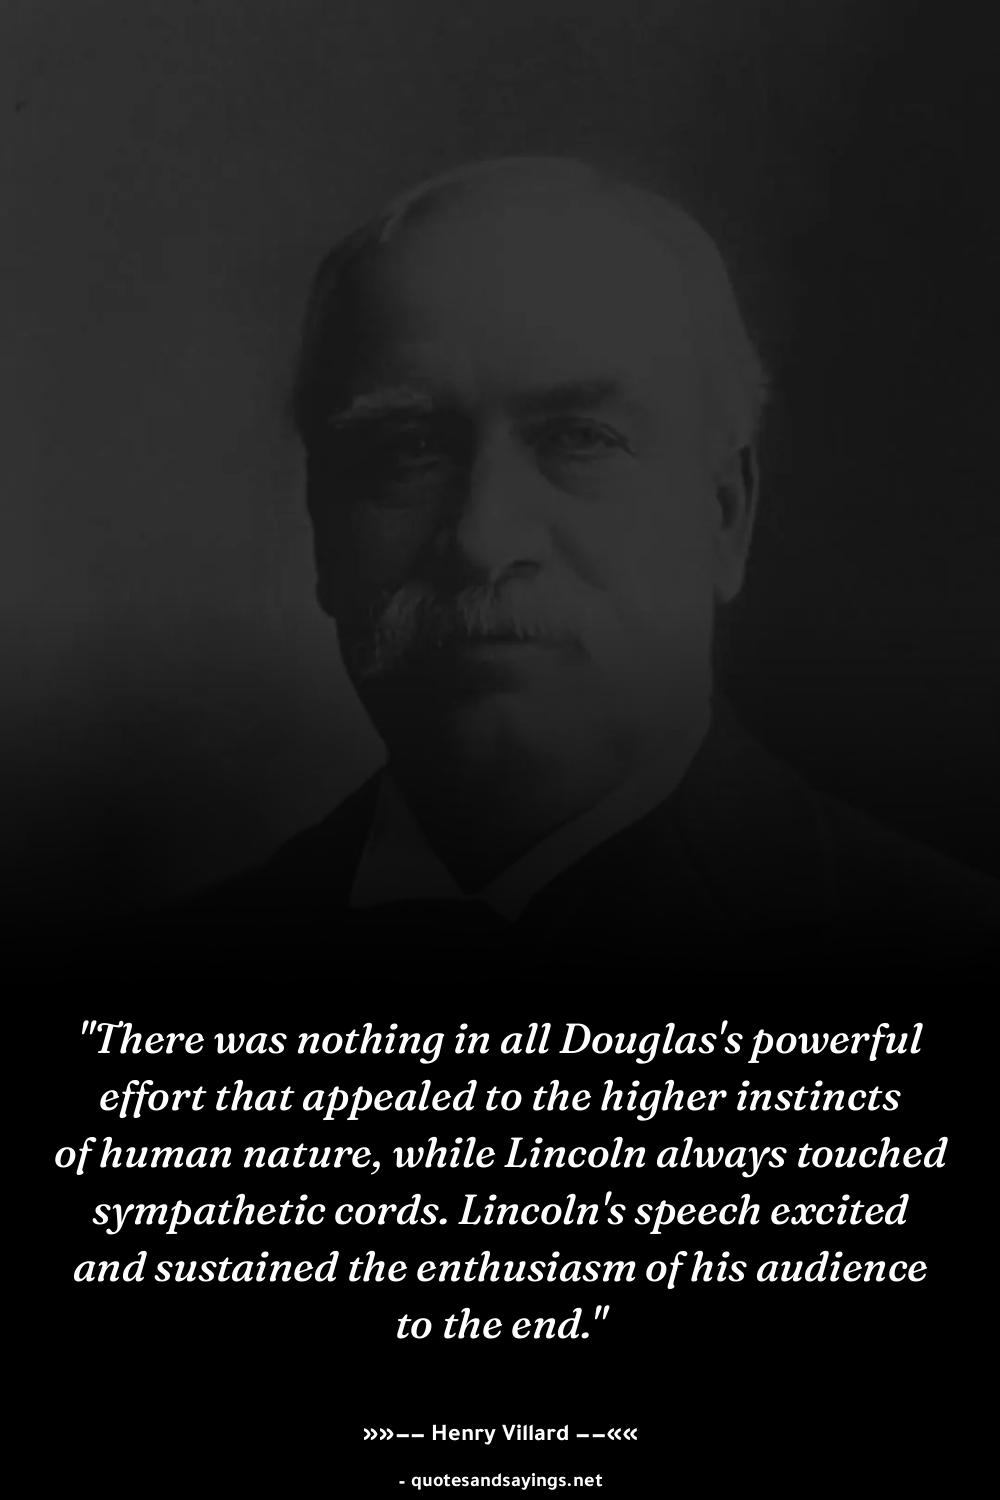 "There was nothing in all Douglas's powerful
effort that appealed to the higher instincts
of human nature, while Lincoln always touched
sympathetic cords. Lincoln's speech excited
and sustained the enthusiasm of his audience
to the end."
»»–– Henry Villard ––««
- quotesandsayings.net